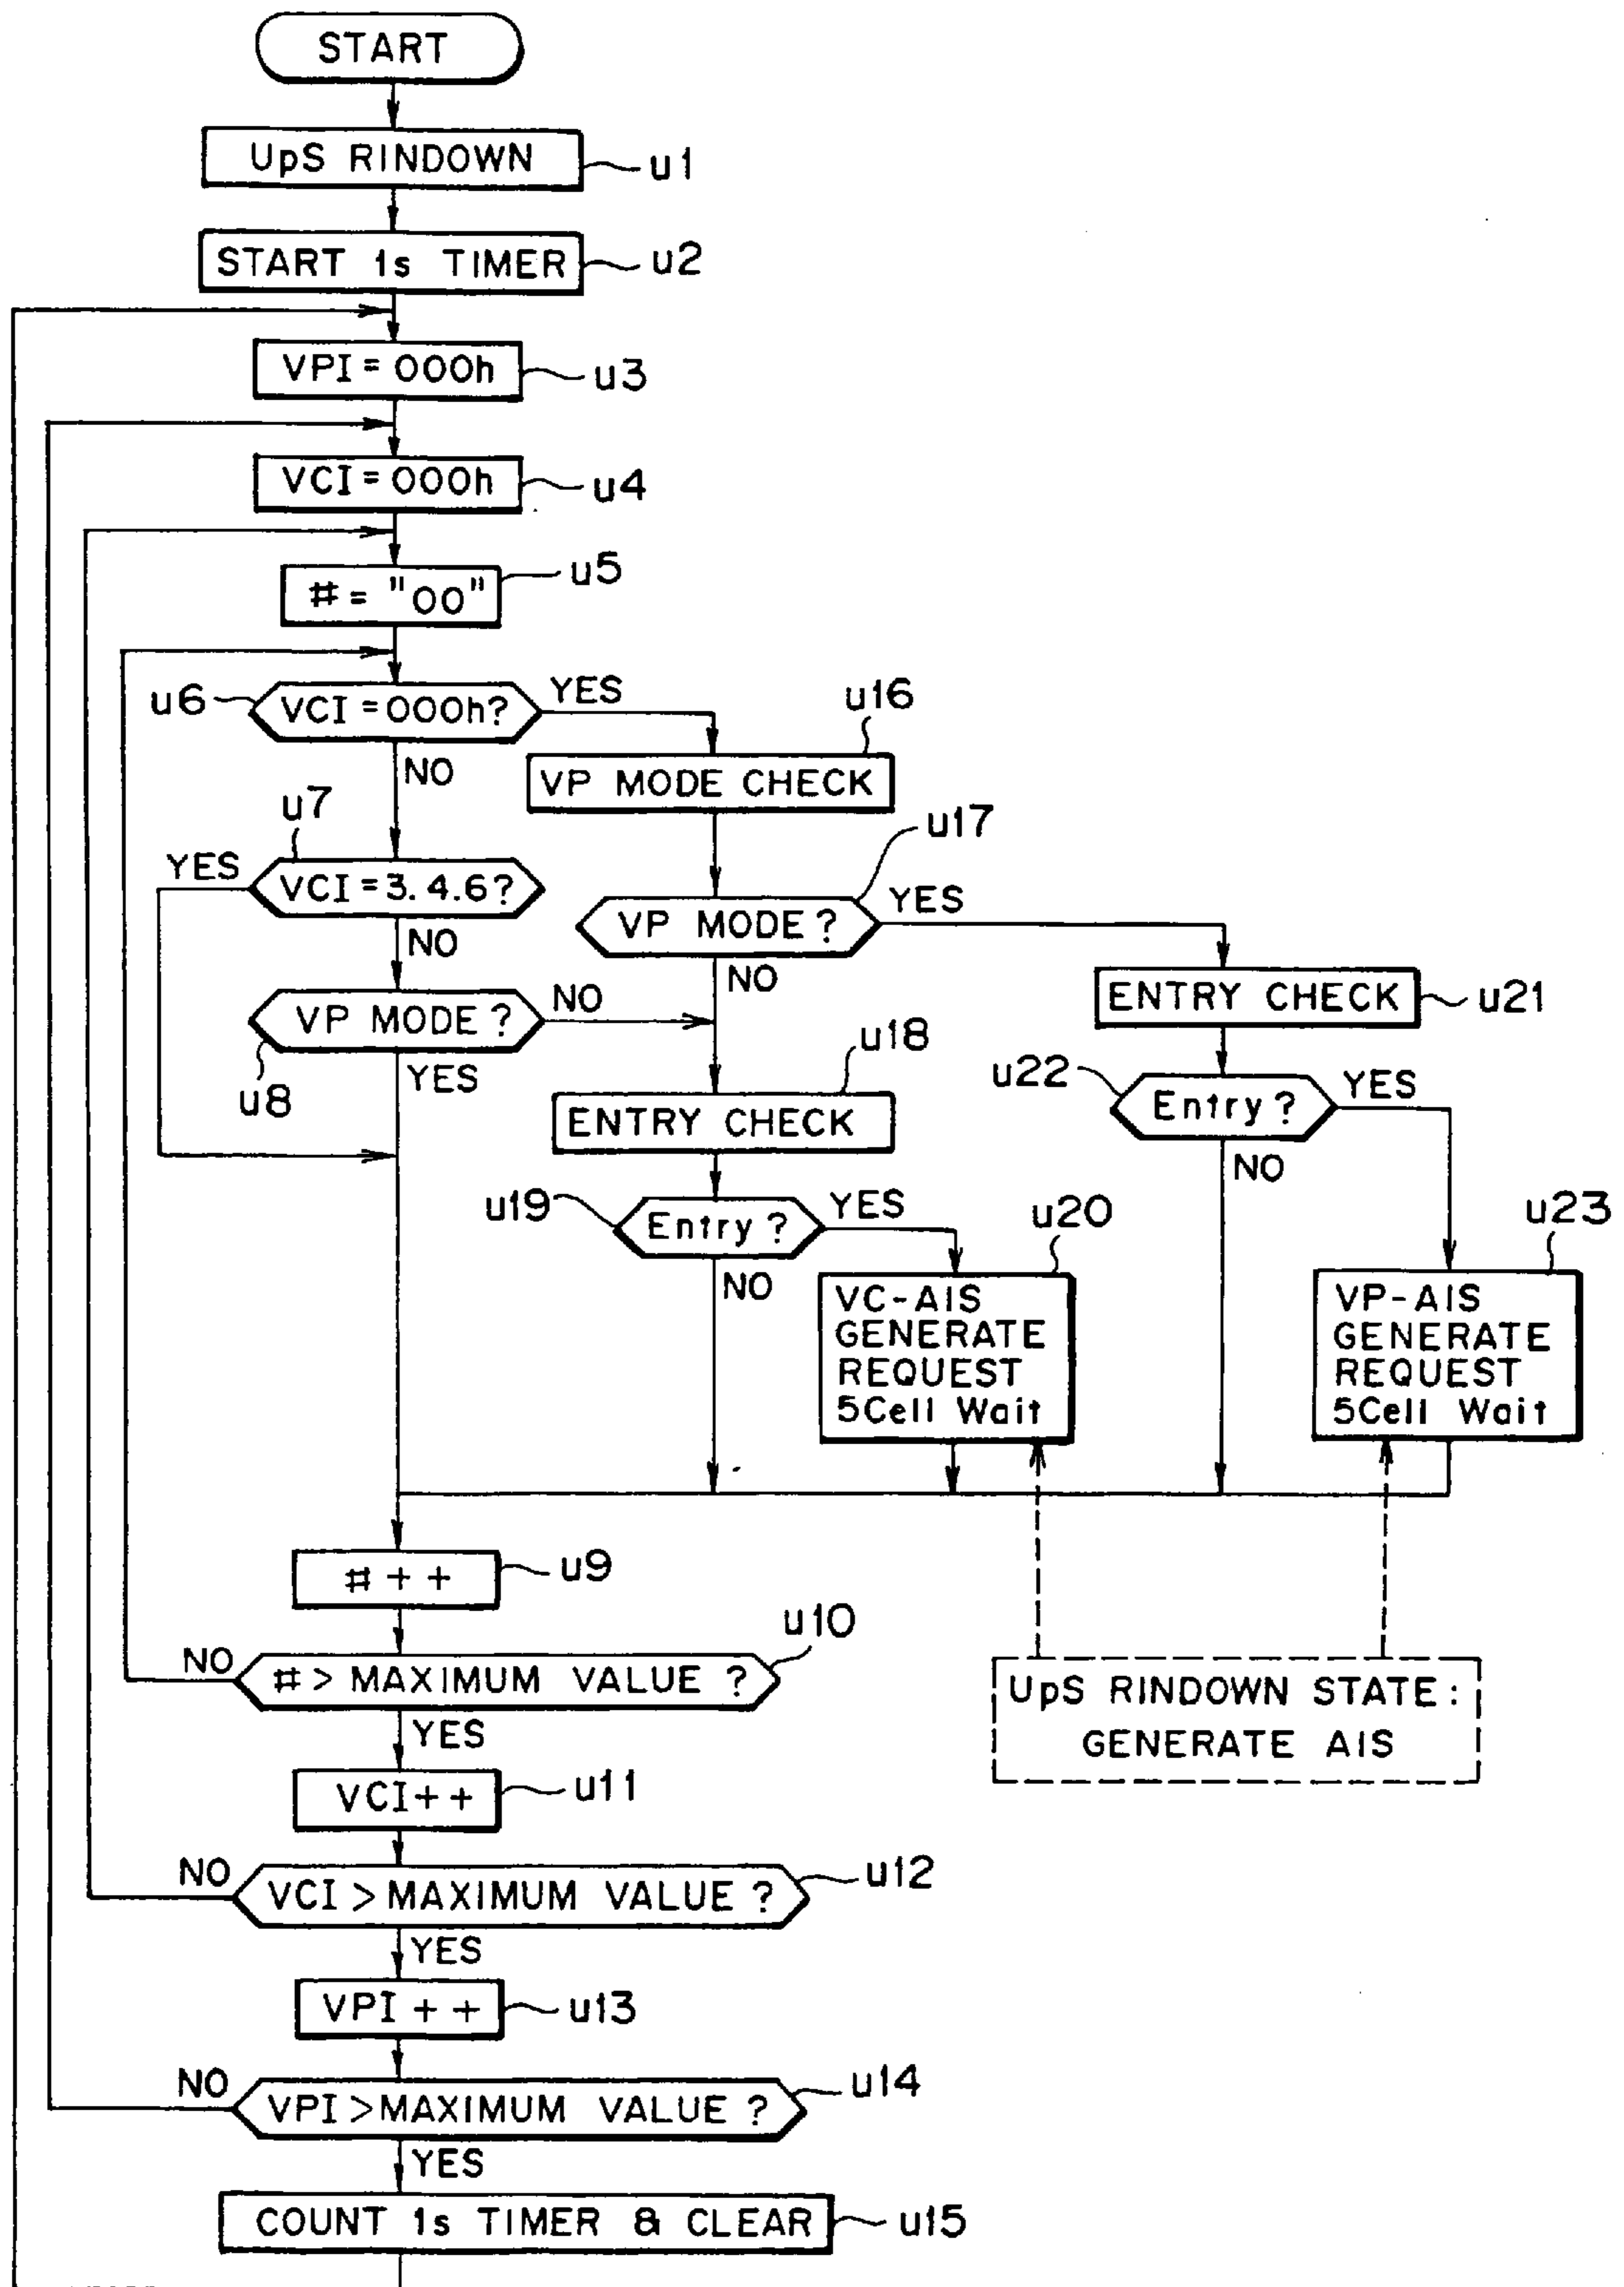 START
UpS RINDOWN
u1
START 1s TIMER
u2
VPI = 000h
u3
VCI = 000h
u4
# = "00"
u5
u6
VCI = 000h?
YES
NO
u16
VP MODE CHECK
u7
YES
VCI = 3. 4. 6?
NO
u17
VP MODE ?
YES
NO
u8
VP MODE ?
NO
YES
u18
ENTRY CHECK
ENTRY CHECK
u21
u22
Entry ?
YES
NO
u19
Entry ?
YES
NO
u20
VC-AIS
GENERATE
REQUEST
5Cell Wait
u23
VP-AIS
GENERATE
REQUEST
5Cell Wait
# + +
u9
u10
NO
# > MAXIMUM VALUE ?
YES
UpS RINDOWN STATE :
GENERATE AIS
VCI + +
u11
NO
VCI > MAXIMUM VALUE ?
u12
YES
VPI + +
u13
NO
VPI > MAXIMUM VALUE ?
u14
YES
COUNT 1s TIMER & CLEAR
u15